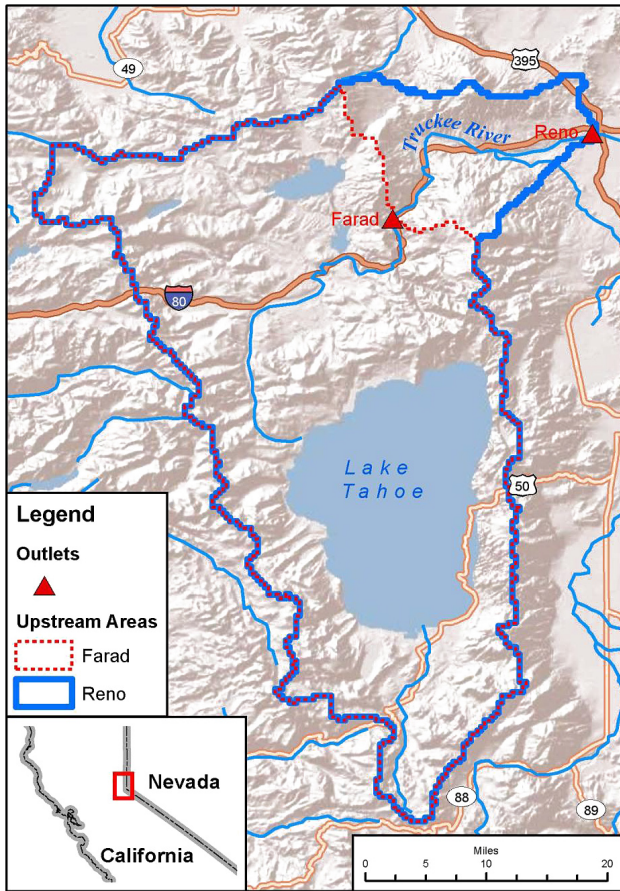 49
395
Truckee River
Reno
Farad
80
Lake
Tahoe
50
Legend
Outlets
Upstream Areas
Farad
Reno
Nevada
California
88
89
Miles
0 5 10 20